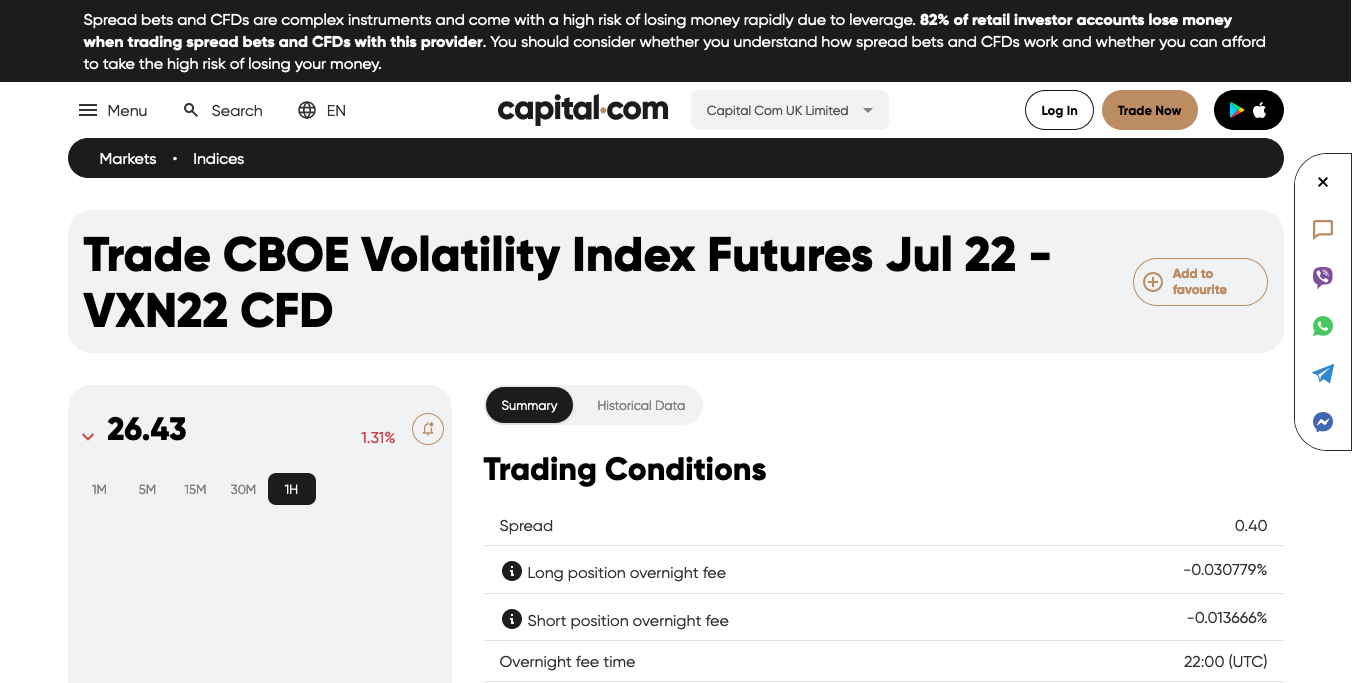 Spread bets and CFDs are complex instruments and come with a high risk of losing money rapidly due to leverage. 82% of retail investor accounts lose money
when trading spread bets and CFDs with this provider. You should consider whether you understand how spread bets and CFDs work and whether you can afford
to take the high risk of losing your money.
Menu
Search
EN
capital.com
Capital Com UK Limited
Log In
Trade Now
Markets • Indices
Trade CBOE Volatility Index Futures Jul 22 -
VXN22 CFD
Add to
favourite
26.43
1.31%
1M 5M 15M 30M 1H
Summary
Historical Data
Trading Conditions
Spread 0.40
Long position overnight fee -0.030779%
Short position overnight fee -0.013666%
Overnight fee time 22:00 (UTC)